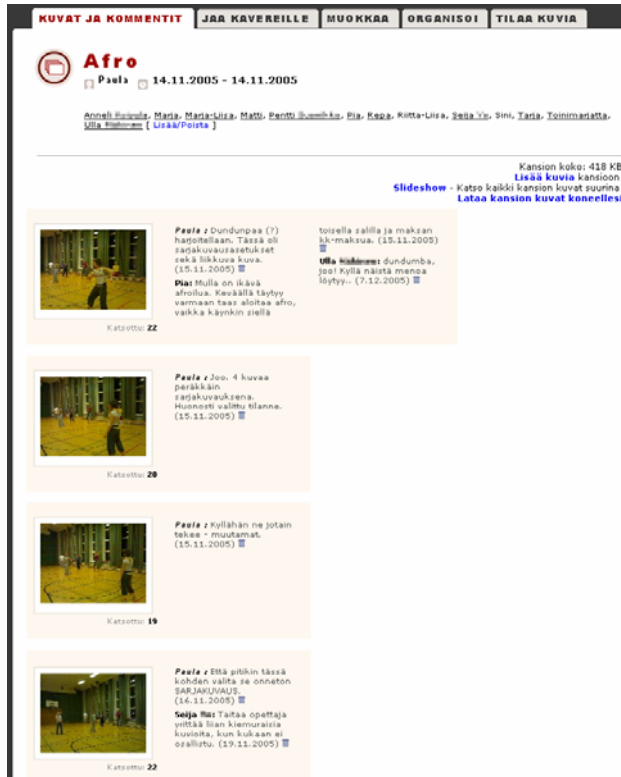 KUVAT JA KOMMENTIT JAA KAVEREILLE MUOKKAA ORGANISOI TILAA KUVIA
Afro
Paula 14.11.2005 - 14.11.2005
Anneli, Marja, Marja-Liisa, Matti, Pentti, Pia, Repa, Riitta-Liisa, Seija, Sini, Tarja, Toinimarjatta,
Ulla [ Lisää/Poista ]
Kansion koko: 418 KB
Lisää kuvia kansioon
Slideshow - Katso kaikki kansion kuvat suurina
Lataa kansion kuvat koneellesi
Paula : Dundunpaa (?)
harjoitellaan. Tässä oli
sarjakuvausasetukset
sekä liikkuva kuva.
(15.11.2005)
Pia: Mulla on ikävä
afroilua. Keväällä täytyy
varmaan taas aloitaa afro,
vaikka käynkin siellä
toisella salilla ja maksan
kk-maksua. (15.11.2005)
Ulla: dundumba,
joo! Kyllä näistä menoa
löytyy.. (7.12.2005)
Katsottu: 22
Paula : Joo. 4 kuvaa
peräkkäin
sarjakuvauksena.
Huonosti valittu tilanne.
(15.11.2005)
Katsottu: 20
Paula : Kyllähän ne jotain
tekee - muutamat.
(15.11.2005)
Katsottu: 19
Paula : Että pitikin tässä
kohden valita se onneton
SARJAKUVAUS.
(16.11.2005)
Seija: Taitaa opettaja
yrittää liian kiemuraisia
kuvioita, kun kukaan ei
osallistu. (19.11.2005)
Katsottu: 22